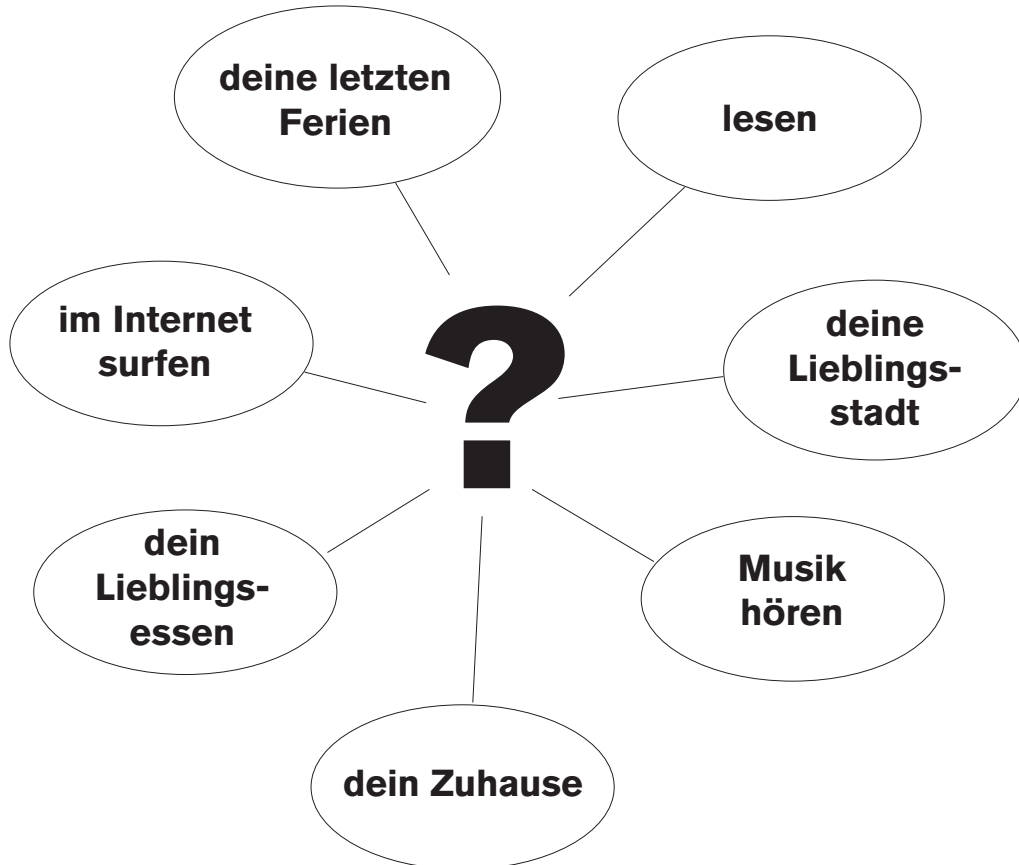 deine letzten
Ferien
lesen
im Internet
surfen
?
deine
Lieblings-
stadt
dein
Lieblings-
essen
Musik
hören
dein Zuhause